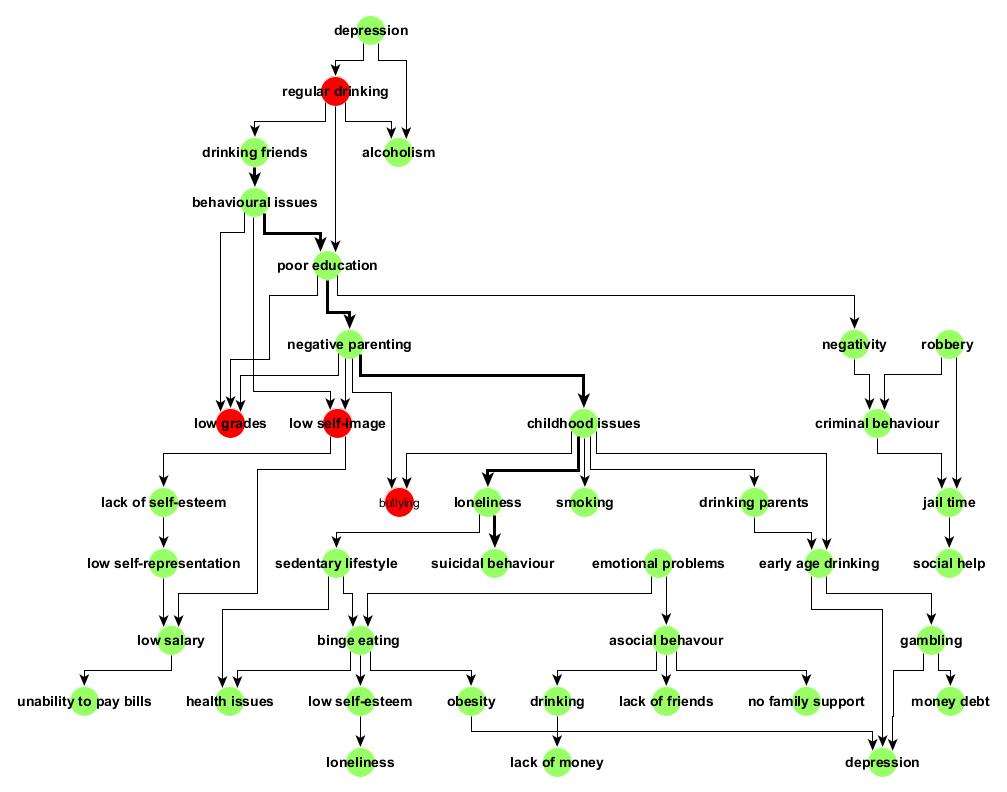 depression
regular drinking
drinking friends
alcoholism
behavioural issues
poor education
negative parenting
negativity
robbery
low grades
low self-image
childhood issues
criminal behaviour
lack of self-esteem
bullying
loneliness
smoking
drinking parents
jail time
low self-representation
sedentary lifestyle
suicidal behaviour
emotional problems
early age drinking
social help
low salary
binge eating
asocial behavour
gambling
unability to pay bills
health issues
low self-esteem
obesity
drinking
lack of friends
no family support
money debt
loneliness
lack of money
depression